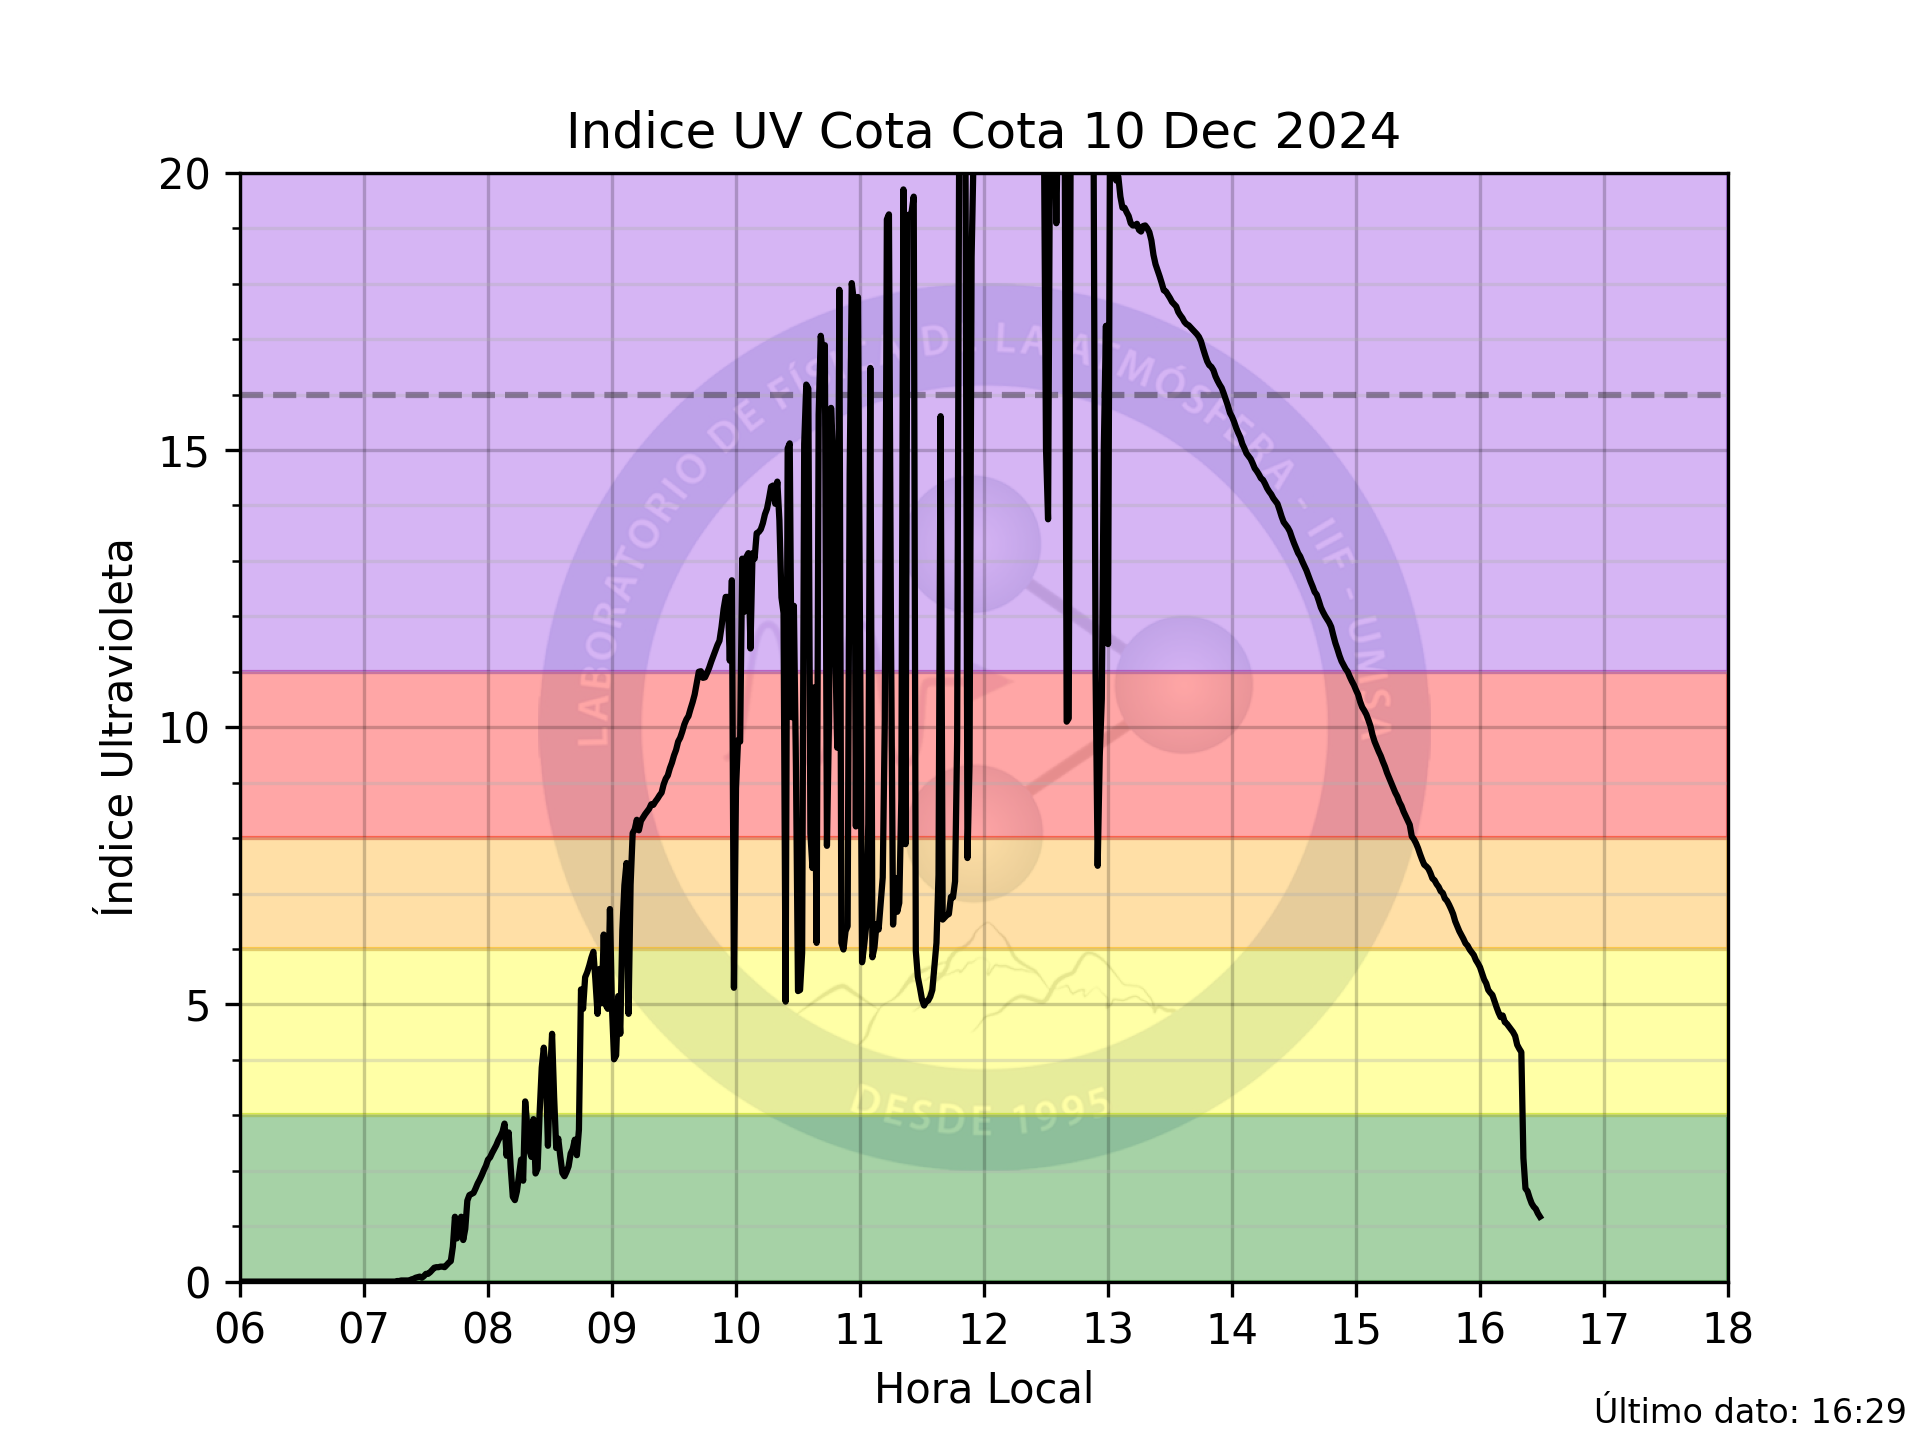 Indice UV Cota Cota 10 Dec 2024
20
15
10
5
0
Índice Ultravioleta
LABORATORIO DE FÍSICA DE LA ATMÓSFERA - IIF - UMSA
DESDE 1995
06 07 08 09 10 11 12 13 14 15 16 17 18
Hora Local
Último dato: 16:29